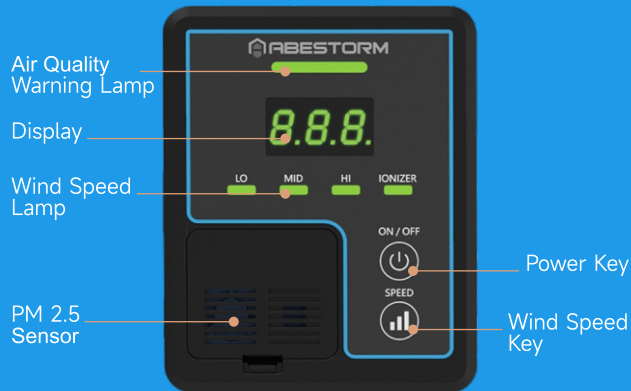 ABESTORM
Air Quality
Warning Lamp
Display
8.8.8.
LO MID HI IONIZER
Wind Speed
Lamp
ON / OFF
Power Key
SPEED
PM 2.5
Sensor
Wind Speed
Key